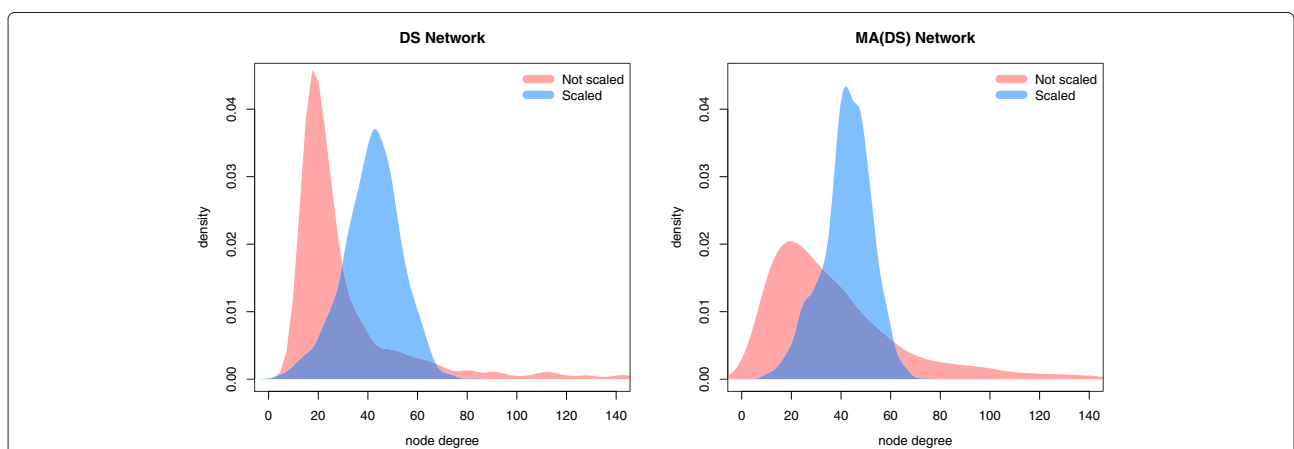 DS Network
Not scaled
Scaled
density
0.00 0.01 0.02 0.03 0.04
0 20 40 60 80 100 120 140
node degree
MA(DS) Network
Not scaled
Scaled
density
0.00 0.01 0.02 0.03 0.04
0 20 40 60 80 100 120 140
node degree